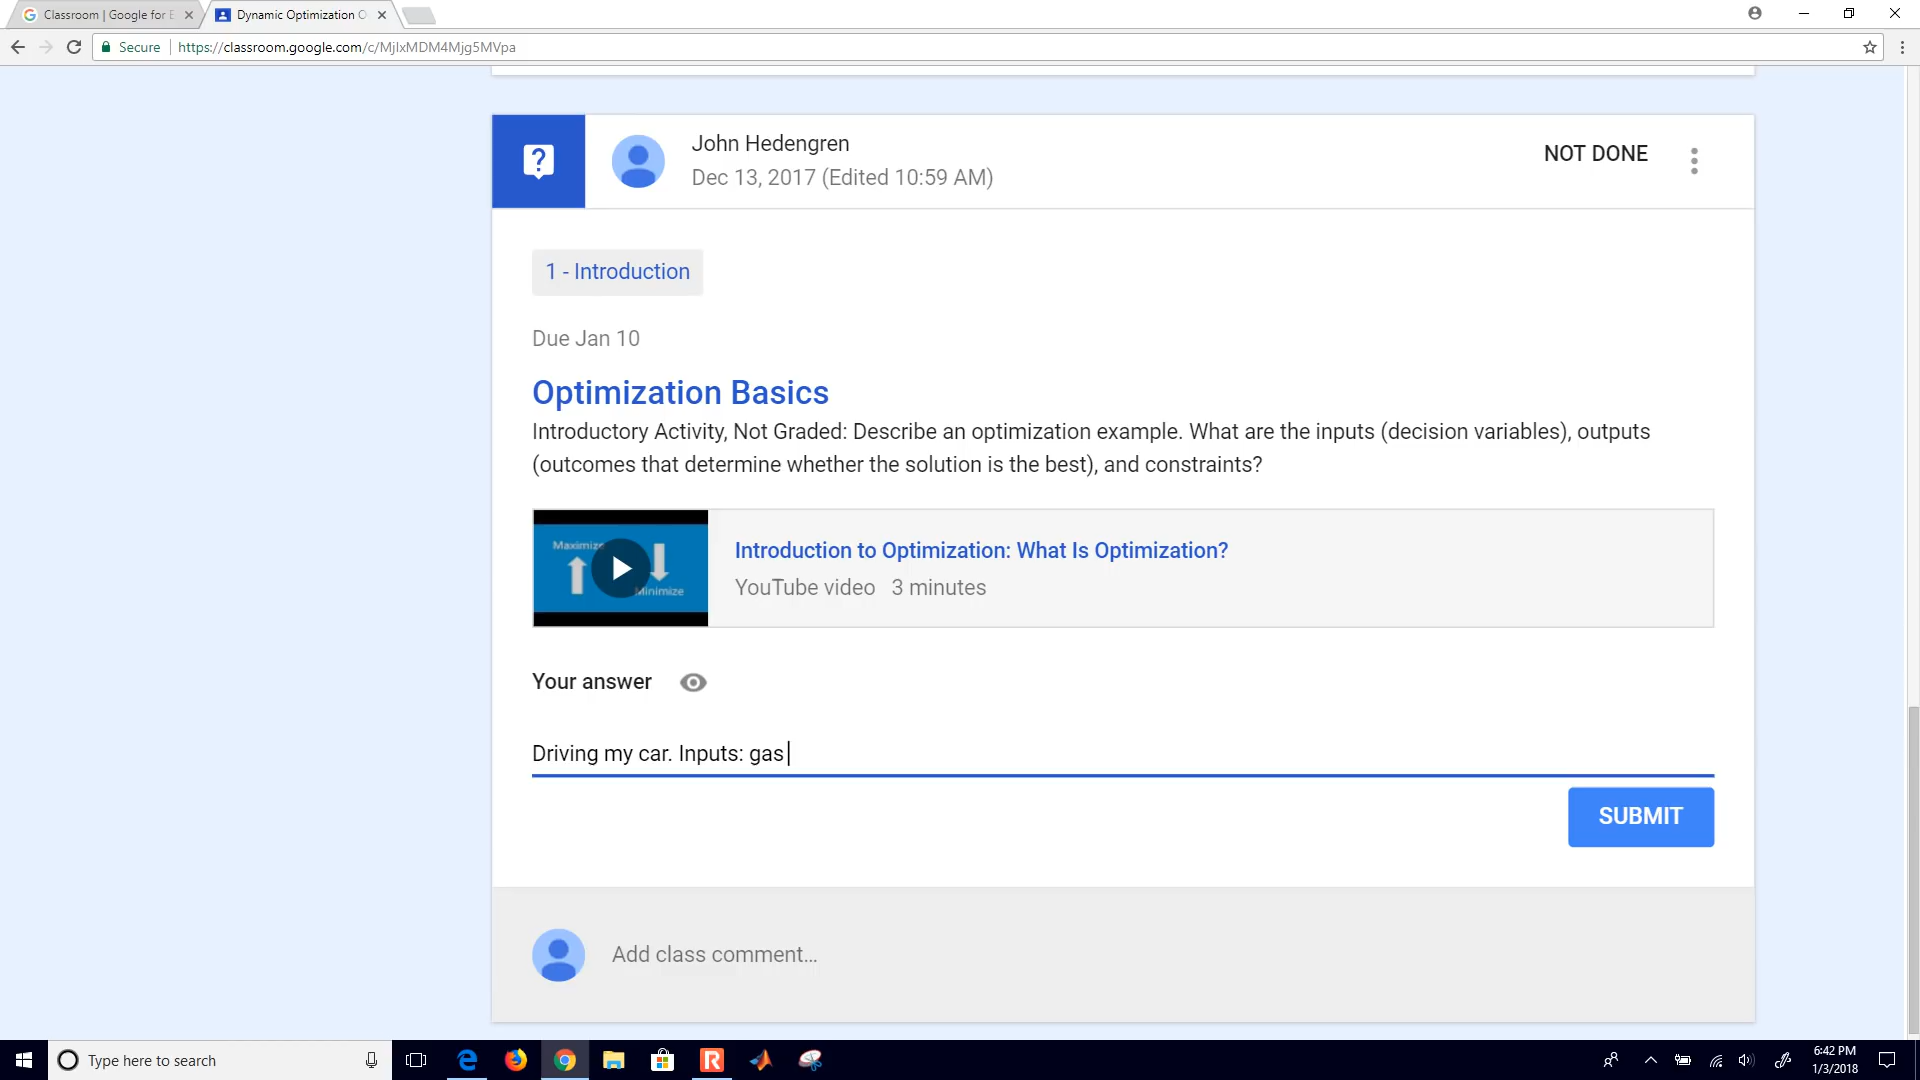 Classroom | Google for E
Dynamic Optimization O
Secure
https://classroom.google.com/c/MjIxMDM4Mjg5MVpa
John Hedengren
Dec 13, 2017 (Edited 10:59 AM)
NOT DONE
1 - Introduction
Due Jan 10
Optimization Basics
Introductory Activity, Not Graded: Describe an optimization example. What are the inputs (decision variables), outputs
(outcomes that determine whether the solution is the best), and constraints?
Maximize
Minimize
Introduction to Optimization: What Is Optimization?
YouTube video 3 minutes
Your answer
Driving my car. Inputs: gas
SUBMIT
Add class comment...
Type here to search
6:42 PM
1/3/2018